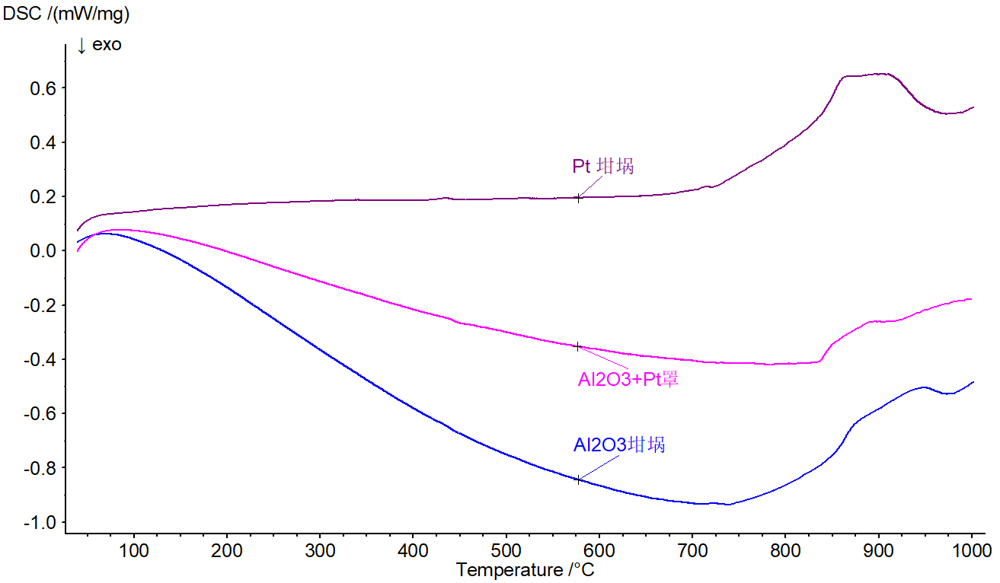 DSC /(mW/mg)
↓ exo
0.6
0.4
0.2
0.0
-0.2
-0.4
-0.6
-0.8
-1.0
Pt 坩埚
Al2O3+Pt罩
Al2O3坩埚
100 200 300 400 500 600 700 800 900 1000
Temperature /°C